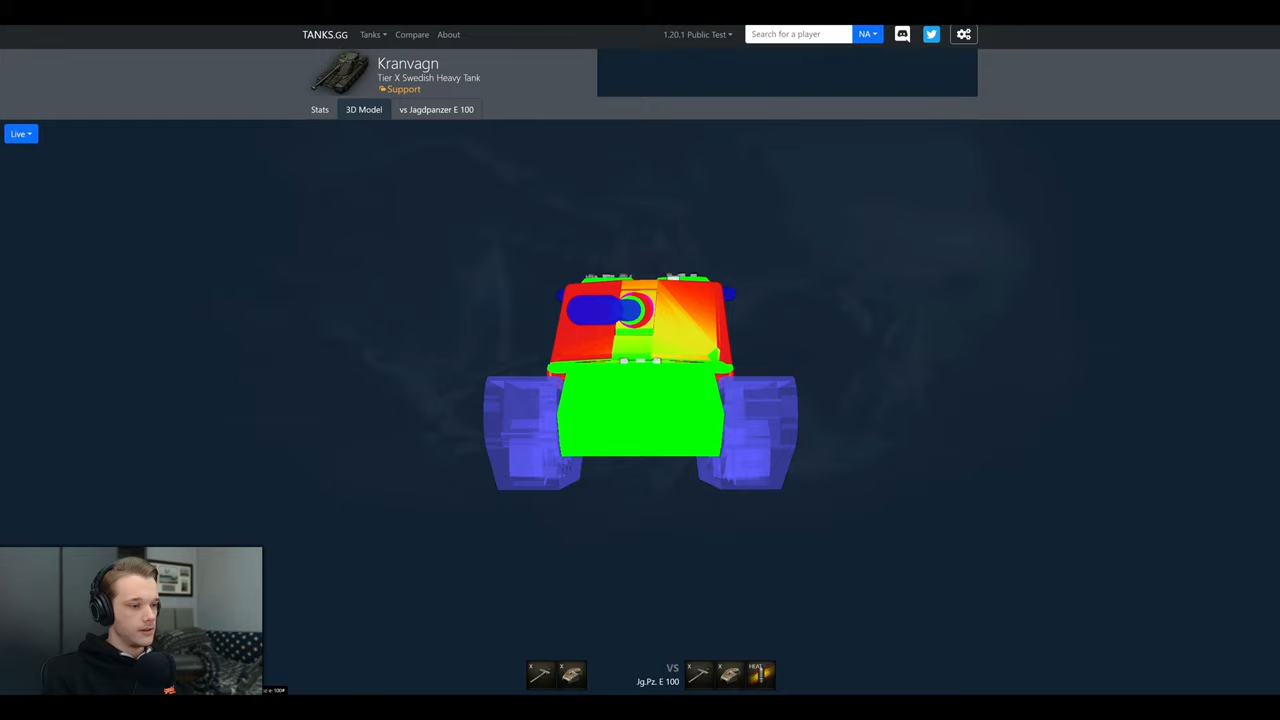 TANKS.GG Tanks Compare About 1.20.1 Public Test Search for a player NA
Kranvagn
Tier X Swedish Heavy Tank
Support
Stats 3D Model vs Jagdpanzer E 100
Live
X X VS X X HEAT
Jg.Pz. E 100